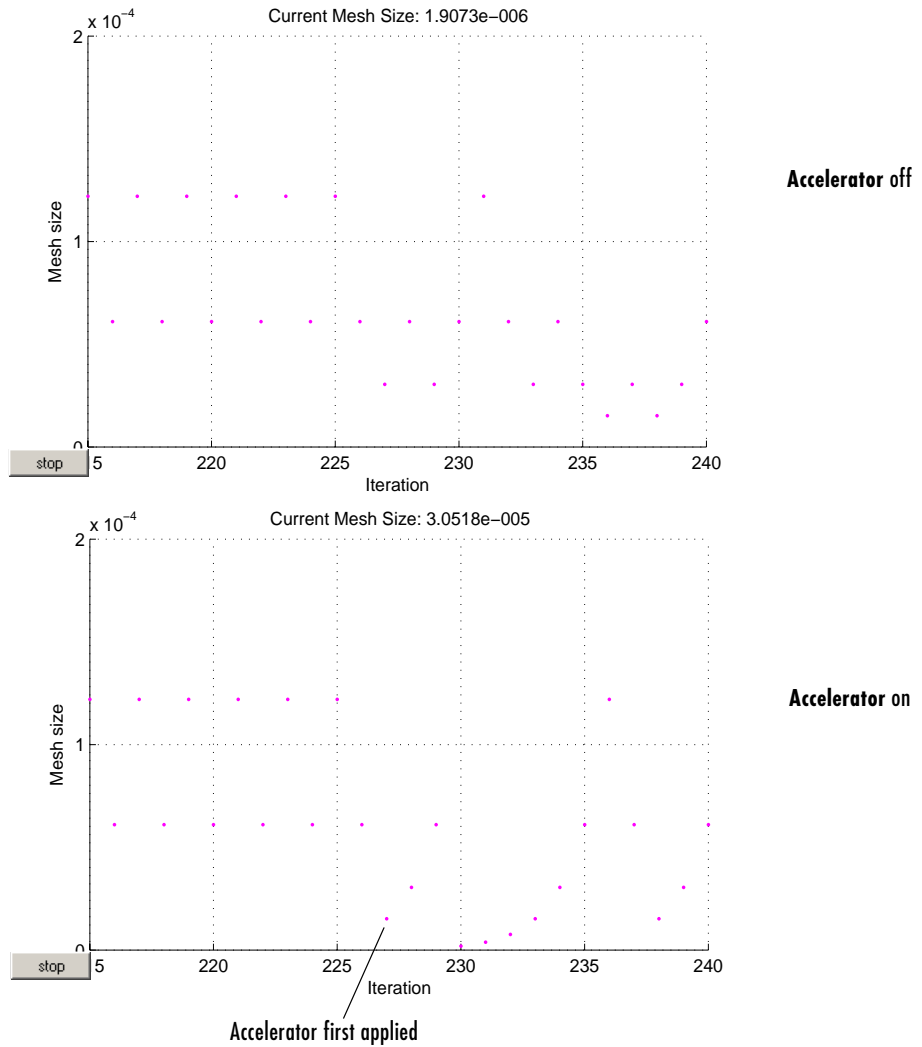 Current Mesh Size: 1.9073e−006
x 10−4
2
1
0
Mesh size
Accelerator off
stop
5 220 225 230 235 240
Iteration
Current Mesh Size: 3.0518e−005
x 10−4
2
1
0
Mesh size
Accelerator on
stop
5 220 225 230 235 240
Iteration
Accelerator first applied